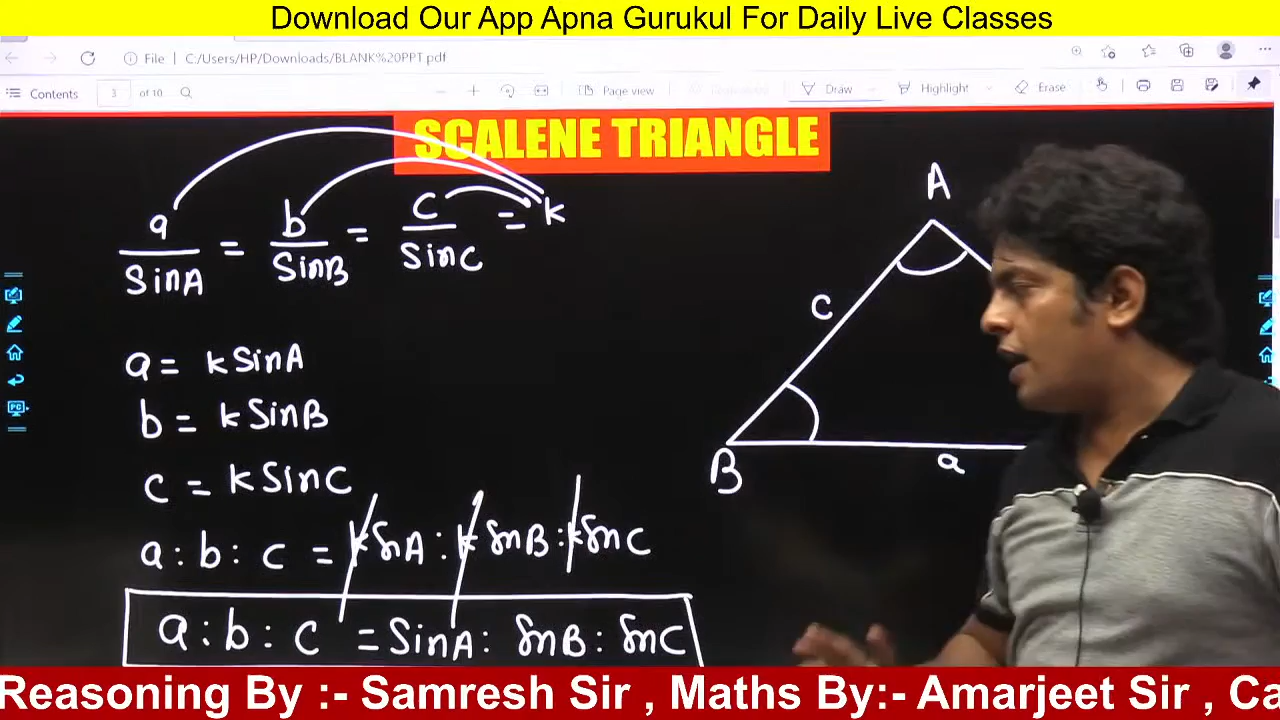 Download Our App Apna Gurukul For Daily Live Classes
File C:/Users/HP/Downloads/BLANK%20PPT.pdf
Contents 3 of 10 Page view Draw Highlight Erase
SCALENE TRIANGLE
a/SinA = b/SinB = c/SinC = k
a = kSinA
b = kSinB
c = kSinC
a : b : c = kSinA : kSinB : kSinC
a : b : c = SinA : SinB : SinC
A
c
B
a
Reasoning By :- Samresh Sir , Maths By:- Amarjeet Sir , Ca